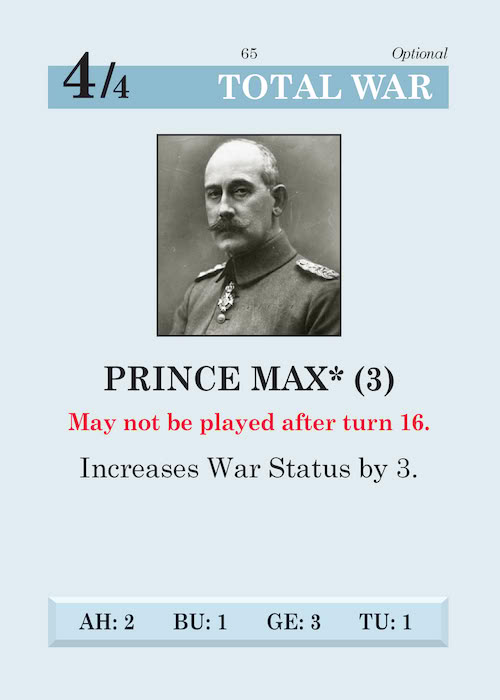 65
Optional
4/4
TOTAL WAR
PRINCE MAX* (3)
May not be played after turn 16.
Increases War Status by 3.
AH: 2 BU: 1 GE: 3 TU: 1